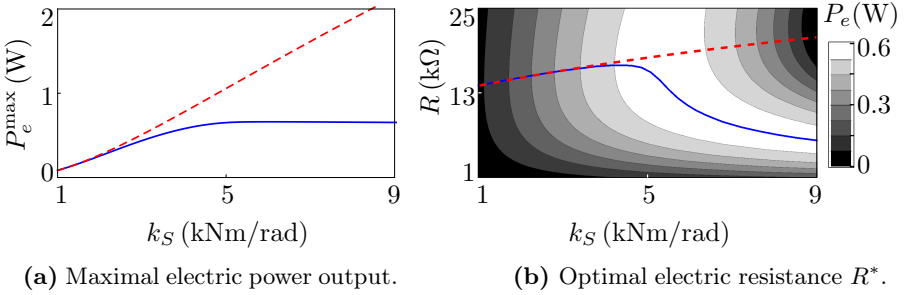 2
1
0
P_e^max (W)
1 5 9
k_S (kNm/rad)
(a) Maximal electric power output.
25
13
1
R (kΩ)
1 5 9
k_S (kNm/rad)
P_e(W)
0.6
0.3
0
(b) Optimal electric resistance R*.